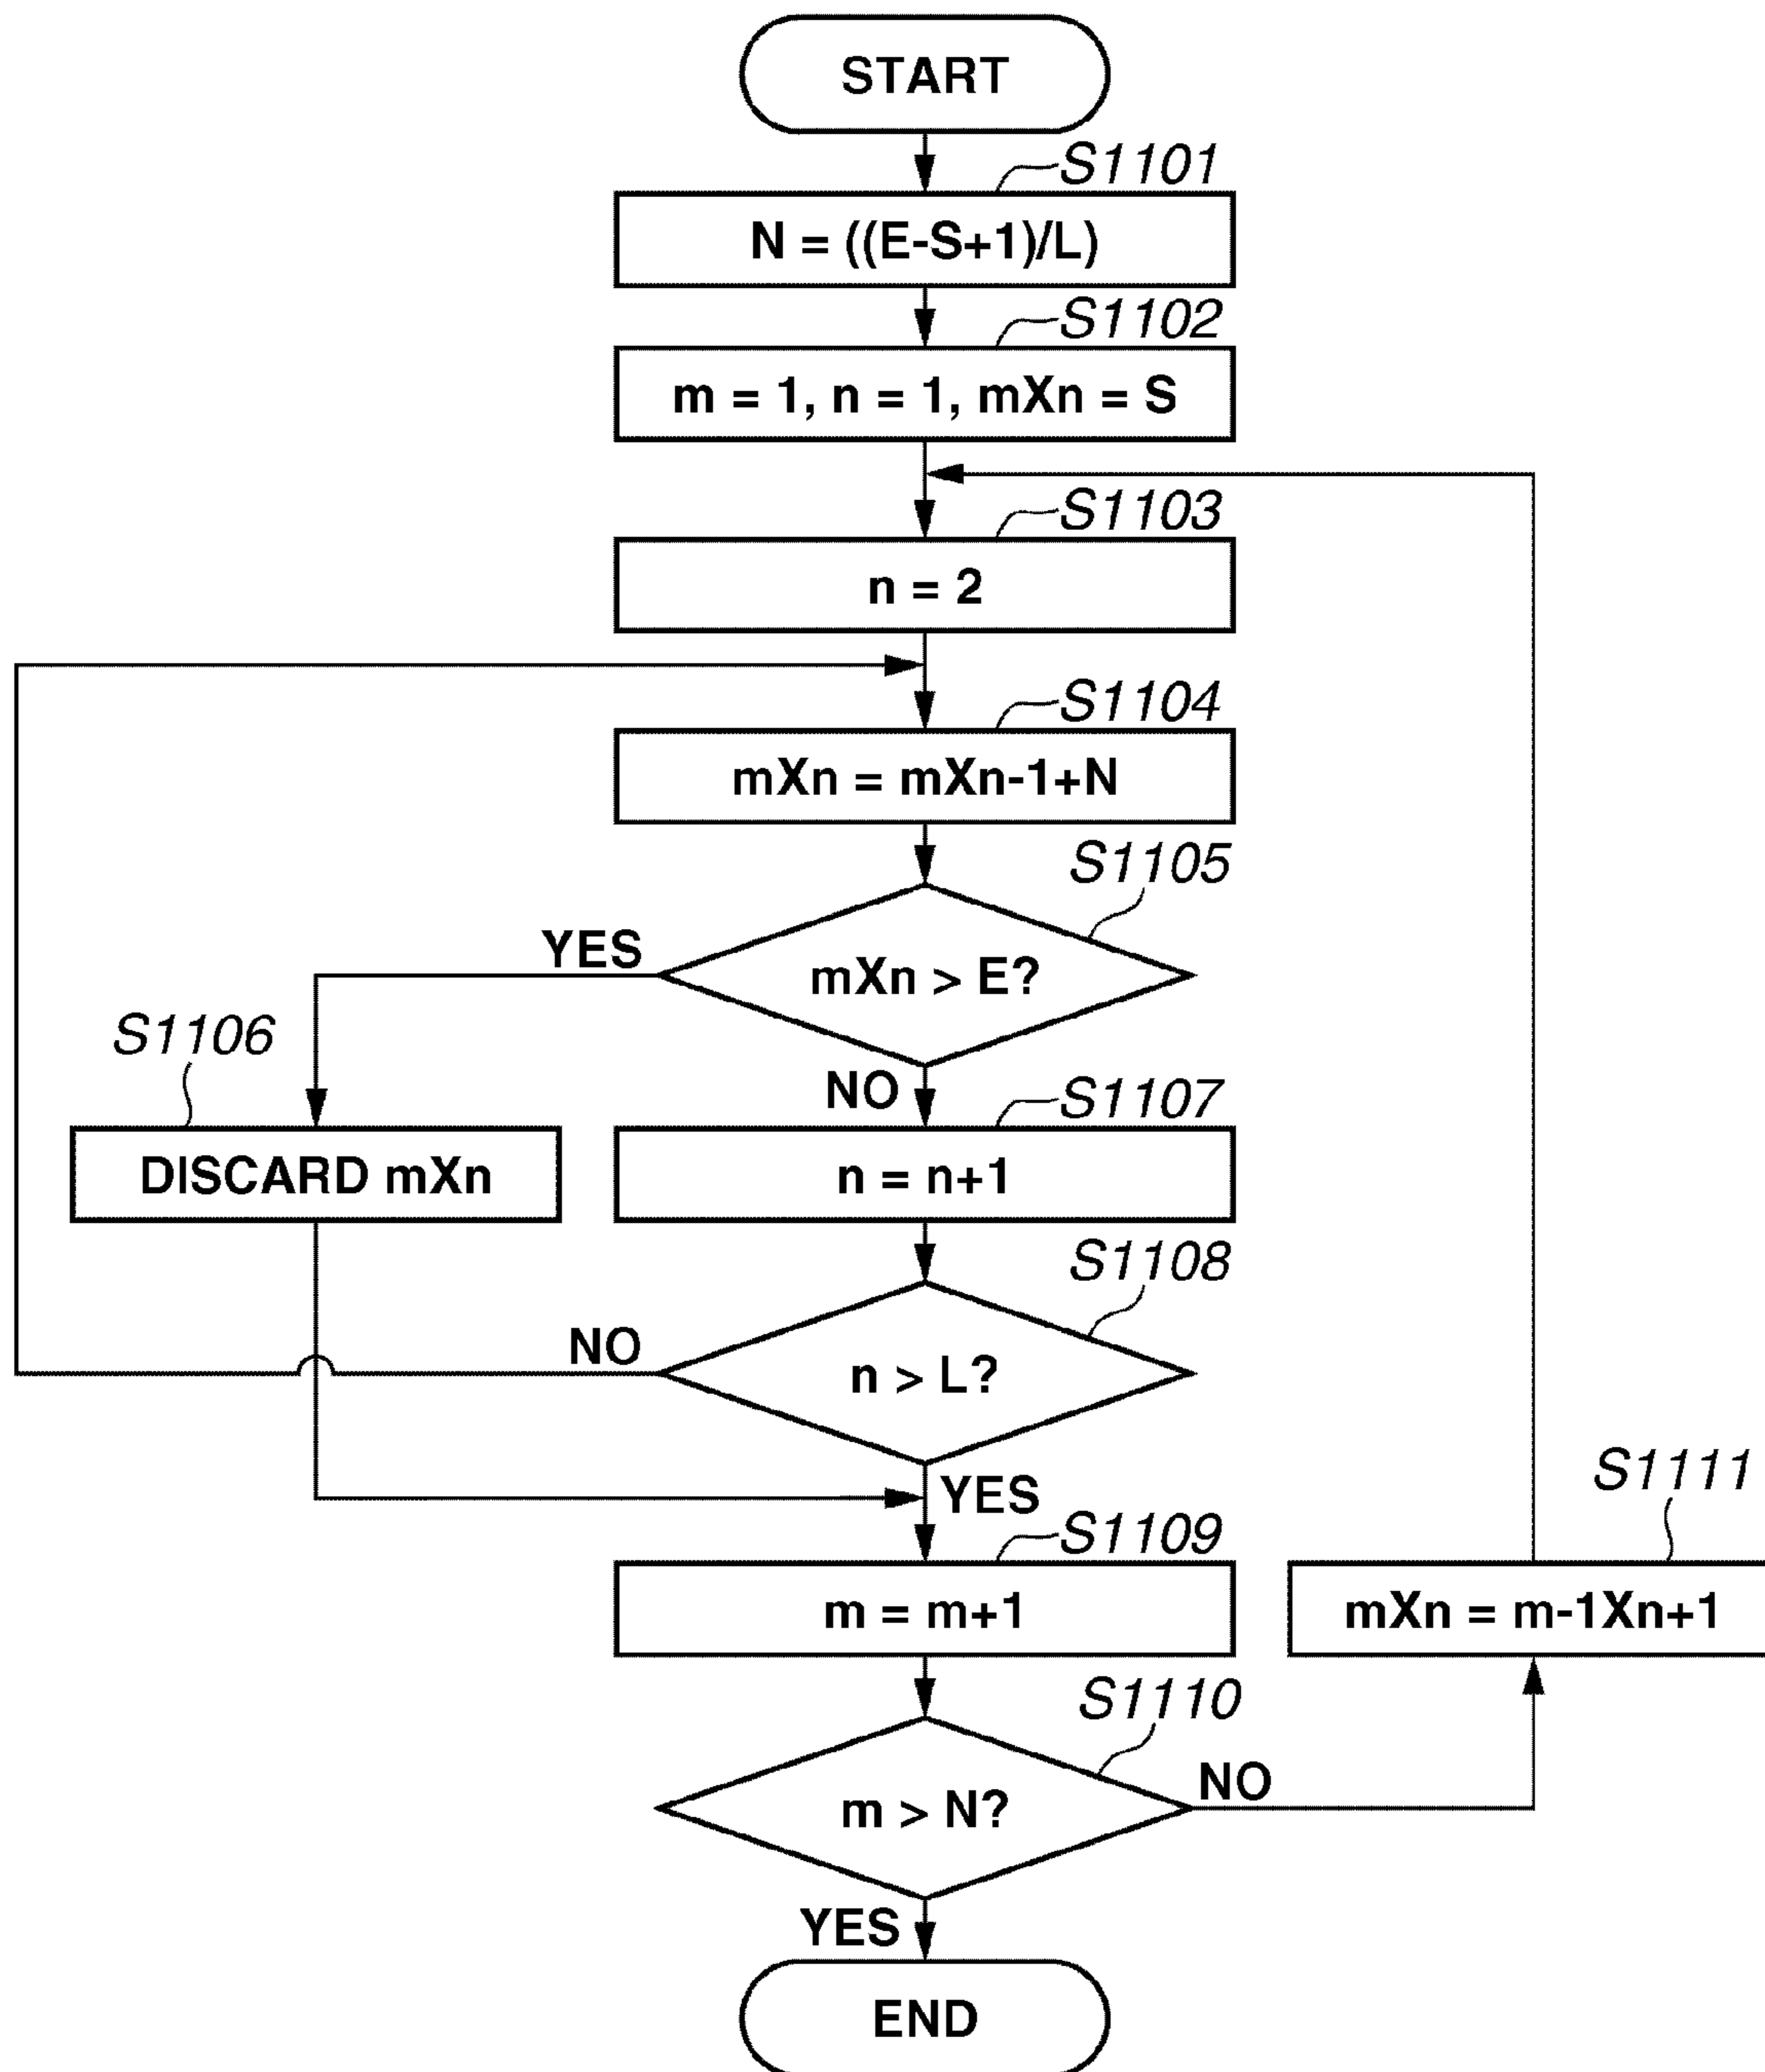 START
S1101
N = ((E-S+1)/L)
S1102
m = 1, n = 1, mXn = S
S1103
n = 2
S1104
mXn = mXn-1+N
S1105
YES
mXn > E?
S1106
NO
S1107
DISCARD mXn
n = n+1
S1108
NO
n > L?
S1111
YES
S1109
m = m+1
mXn = m-1Xn+1
S1110
NO
m > N?
YES
END